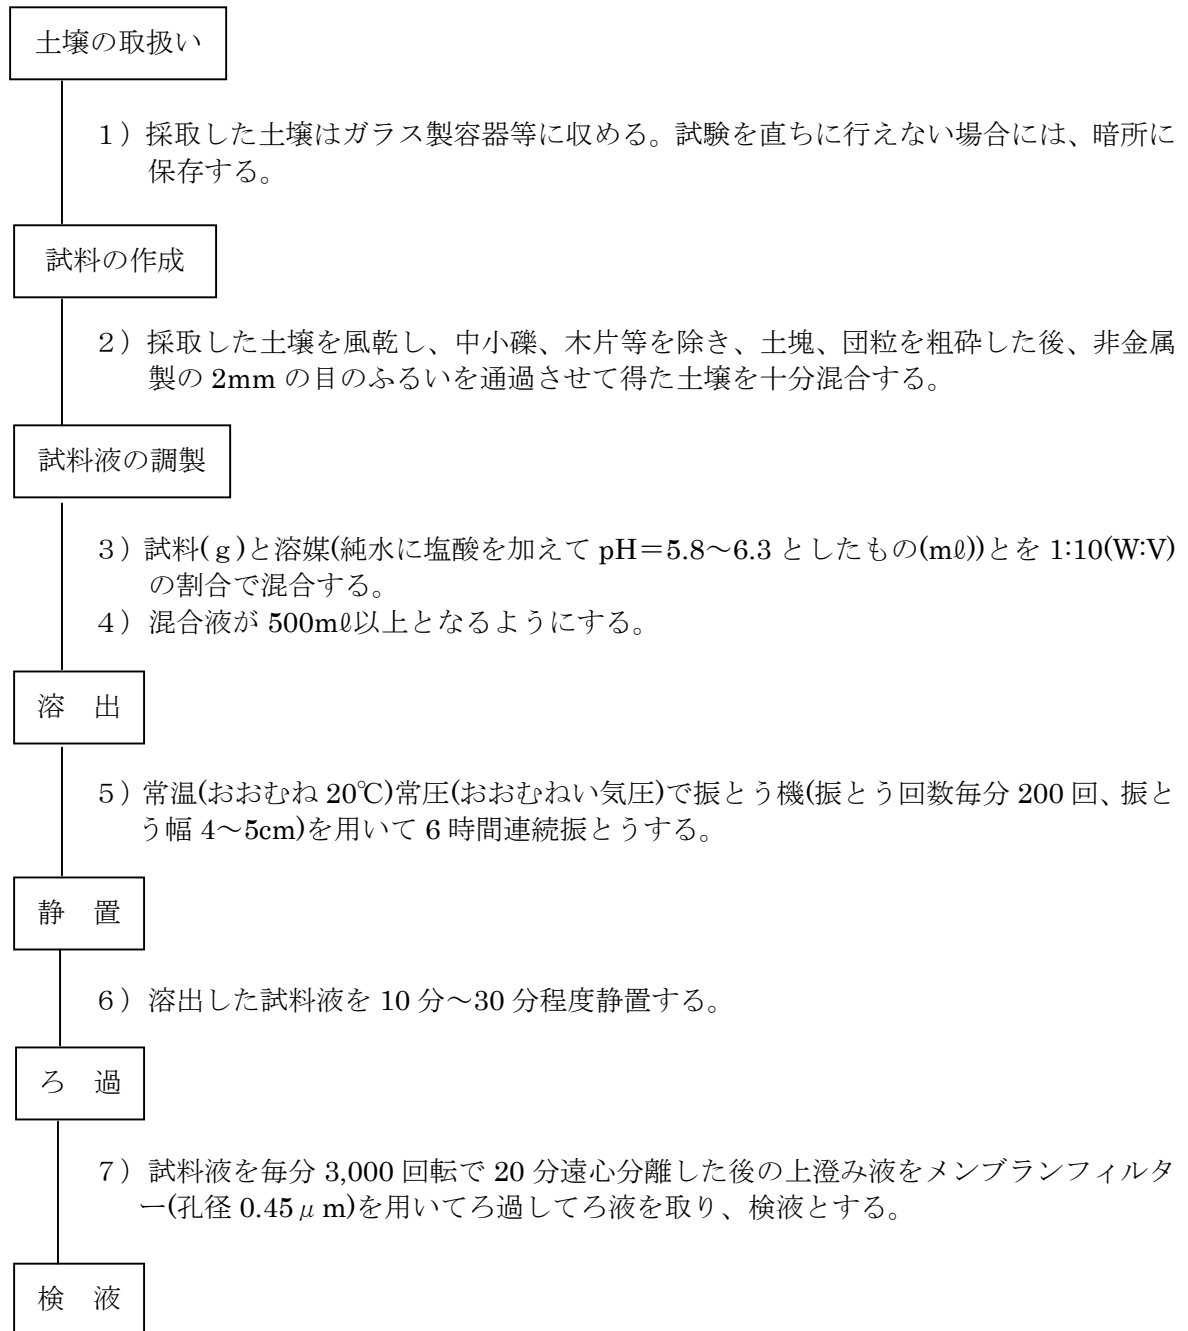 土壌の取扱い
1）採取した土壌はガラス製容器等に収める。試験を直ちに行えない場合には、暗所に
保存する。
試料の作成
2）採取した土壌を風乾し、中小礫、木片等を除き、土塊、団粒を粗砕した後、非金属
製の 2mm の目のふるいを通過させて得た土壌を十分混合する。
試料液の調製
3）試料(ｇ)と溶媒(純水に塩酸を加えて pH＝5.8～6.3 としたもの(mℓ))とを 1:10(W:V)
の割合で混合する。
4）混合液が 500mℓ以上となるようにする。
溶　出
5）常温(おおむね 20℃)常圧(おおむねい気圧)で振とう機(振とう回数毎分 200 回、振と
う幅 4～5cm)を用いて 6 時間連続振とうする。
静　置
6）溶出した試料液を 10 分～30 分程度静置する。
ろ　過
7）試料液を毎分 3,000 回転で 20 分遠心分離した後の上澄み液をメンブランフィルタ
ー(孔径 0.45μm)を用いてろ過してろ液を取り、検液とする。
検　液